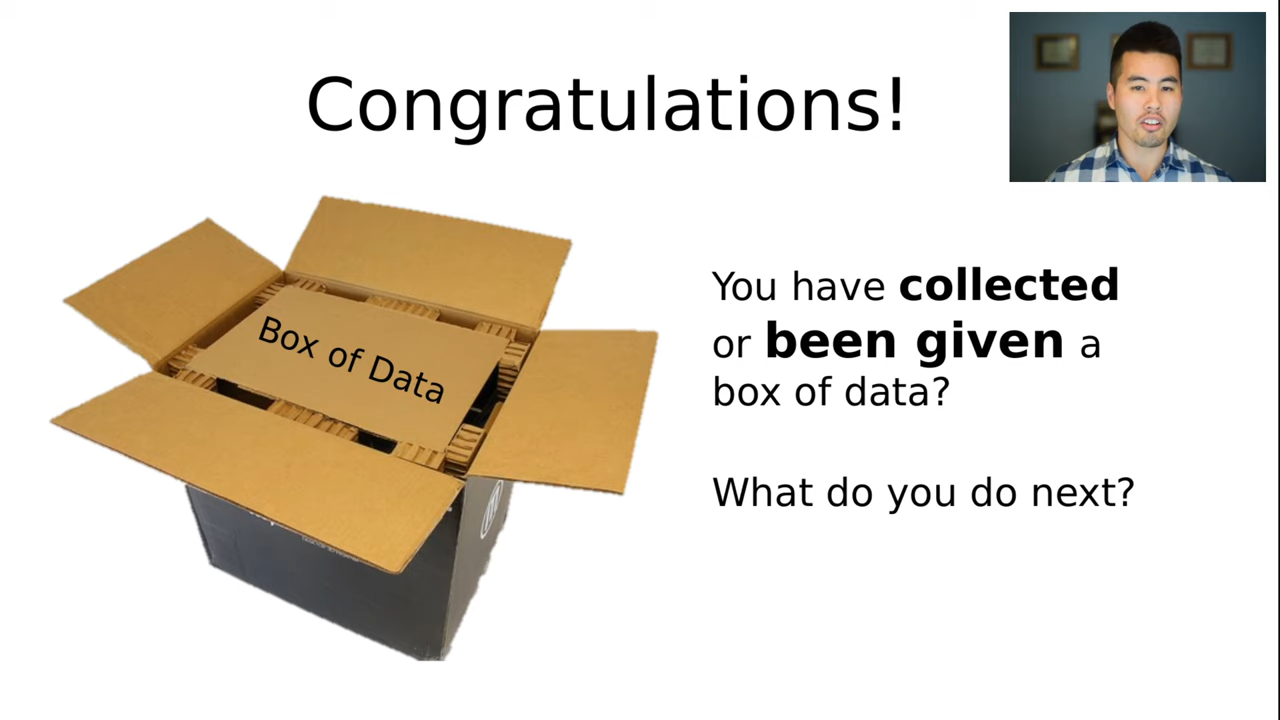 Congratulations!
Box of Data
You have collected
or been given a
box of data?
What do you do next?